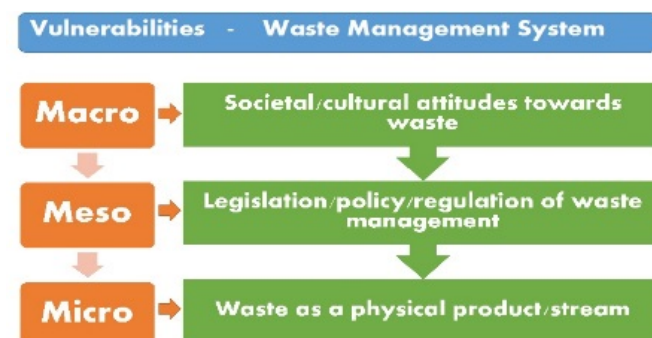 Vulnerabilities - Waste Management System
Macro
Societal/cultural attitudes towards
waste
Meso
Legislation/policy/regulation of waste
management
Micro
Waste as a physical product/stream